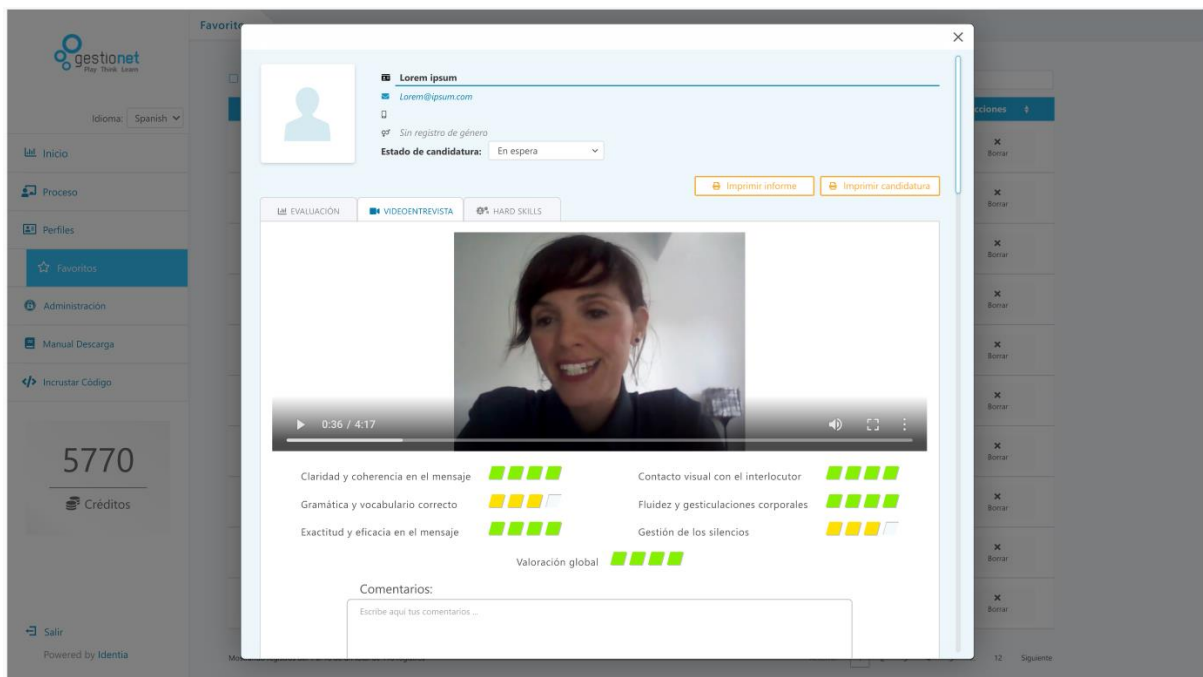 Favorito
gestionet
Play Think Learn
Idioma: Spanish
Inicio
Proceso
Perfiles
Favoritos
Administración
Manual Descarga
Incrustar Código
5770
Créditos
Salir
Powered by Identia
Lorem ipsum
Lorem@ipsum.com
Sin registro de género
Estado de candidatura: En espera
Imprimir informe
Imprimir candidatura
EVALUACIÓN
VIDEOENTREVISTA
HARD SKILLS
0:36 / 4:17
Claridad y coherencia en el mensaje
Contacto visual con el interlocutor
Gramática y vocabulario correcto
Fluidez y gesticulaciones corporales
Exactitud y eficacia en el mensaje
Gestión de los silencios
Valoración global
Comentarios:
Escribe aquí tus comentarios ...
cciones
Borrar
Borrar
Borrar
Borrar
Borrar
Borrar
Borrar
Borrar
Borrar
Borrar
12 Siguiente